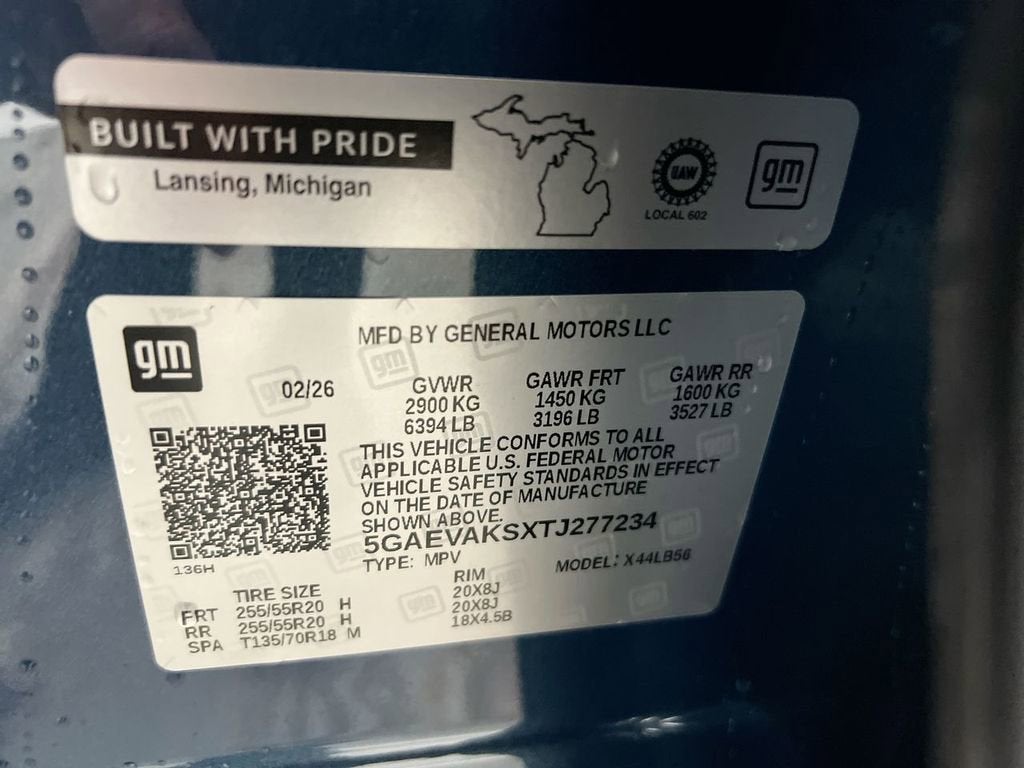 BUILT WITH PRIDE
Lansing, Michigan
UAW
LOCAL 602
gm
gm
MFD BY GENERAL MOTORS LLC
02/26
GVWR
2900 KG
6394 LB
GAWR FRT
1450 KG
3196 LB
GAWR RR
1600 KG
3527 LB
THIS VEHICLE CONFORMS TO ALL
APPLICABLE U.S. FEDERAL MOTOR
VEHICLE SAFETY STANDARDS IN EFFECT
ON THE DATE OF MANUFACTURE
SHOWN ABOVE.
5GAEVAKSXTJ277234
TYPE: MPV
MODEL: X44LB56
136H
TIRE SIZE
RIM
FRT 255/55R20 H 20X8J
RR 255/55R20 H 20X8J
SPA T135/70R18 M 18X4.5B